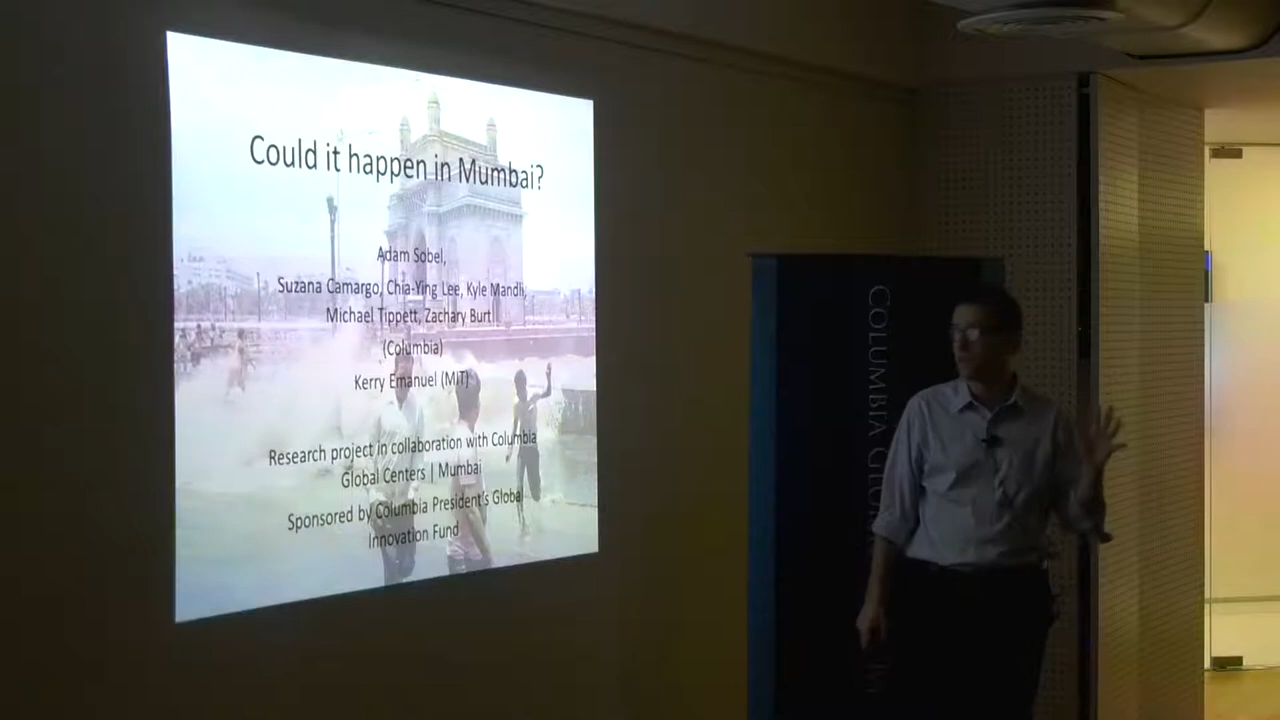 Could it happen in Mumbai?
Adam Sobel,
Suzana Camargo, Chia-Ying Lee, Kyle Mandli,
Michael Tippett, Zachary Burt
(Columbia)
Kerry Emanuel (MIT)
Research project in collaboration with Columbia
Global Centers | Mumbai
Sponsored by Columbia President's Global
Innovation Fund
COLUMBIA